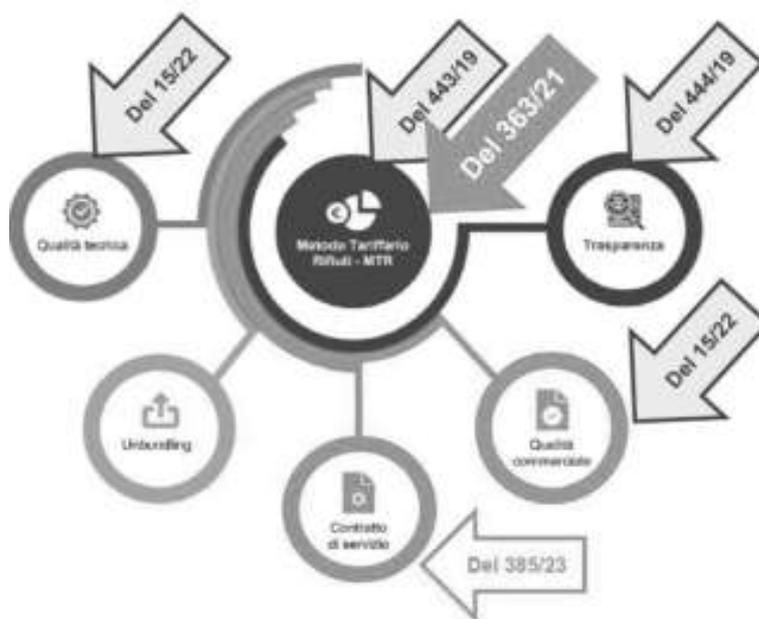 Del 15/22
Del 443/19
Del 363/21
Del 444/19
Qualità tecnica
Metodo Tariffario
Rifiuti - MTR
Trasparenza
Del 15/22
Unbundling
Qualità
commerciale
Contratto
di servizio
Del 385/23